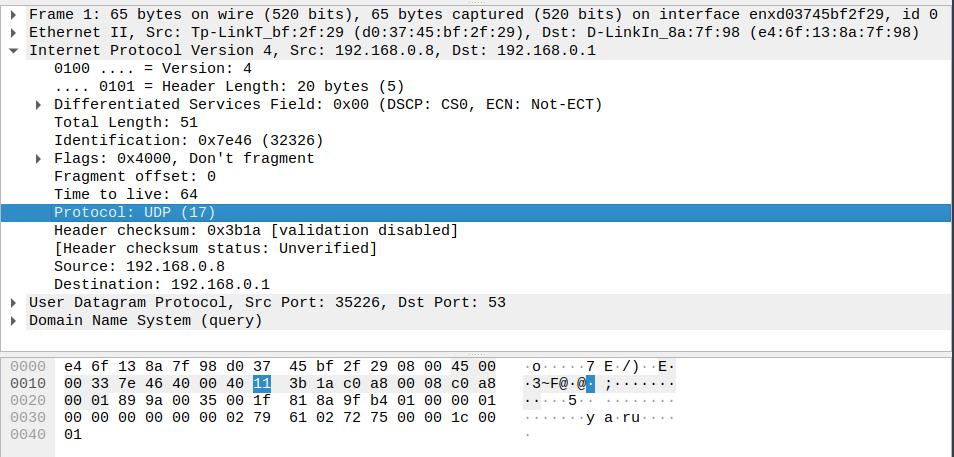 Frame 1: 65 bytes on wire (520 bits), 65 bytes captured (520 bits) on interface enxd03745bf2f29, id 0
Ethernet II, Src: Tp-LinkT_bf:2f:29 (d0:37:45:bf:2f:29), Dst: D-LinkIn_8a:7f:98 (e4:6f:13:8a:7f:98)
Internet Protocol Version 4, Src: 192.168.0.8, Dst: 192.168.0.1
0100 .... = Version: 4
.... 0101 = Header Length: 20 bytes (5)
Differentiated Services Field: 0x00 (DSCP: CS0, ECN: Not-ECT)
Total Length: 51
Identification: 0x7e46 (32326)
Flags: 0x4000, Don't fragment
Fragment offset: 0
Time to live: 64
Protocol: UDP (17)
Header checksum: 0x3b1a [validation disabled]
[Header checksum status: Unverified]
Source: 192.168.0.8
Destination: 192.168.0.1
User Datagram Protocol, Src Port: 35226, Dst Port: 53
Domain Name System (query)
0000 e4 6f 13 8a 7f 98 d0 37 45 bf 2f 29 08 00 45 00 ·o·····7 E·/)··E·
0010 00 33 7e 46 40 00 40 11 3b 1a c0 a8 00 08 c0 a8 ·3~F@·@· ;·······
0020 00 01 89 9a 00 35 00 1f 81 8a 9f b4 01 00 00 01 ·····5·· ········
0030 00 00 00 00 00 00 02 79 61 02 72 75 00 00 1c 00 ·······y a·ru····
0040 01 ·